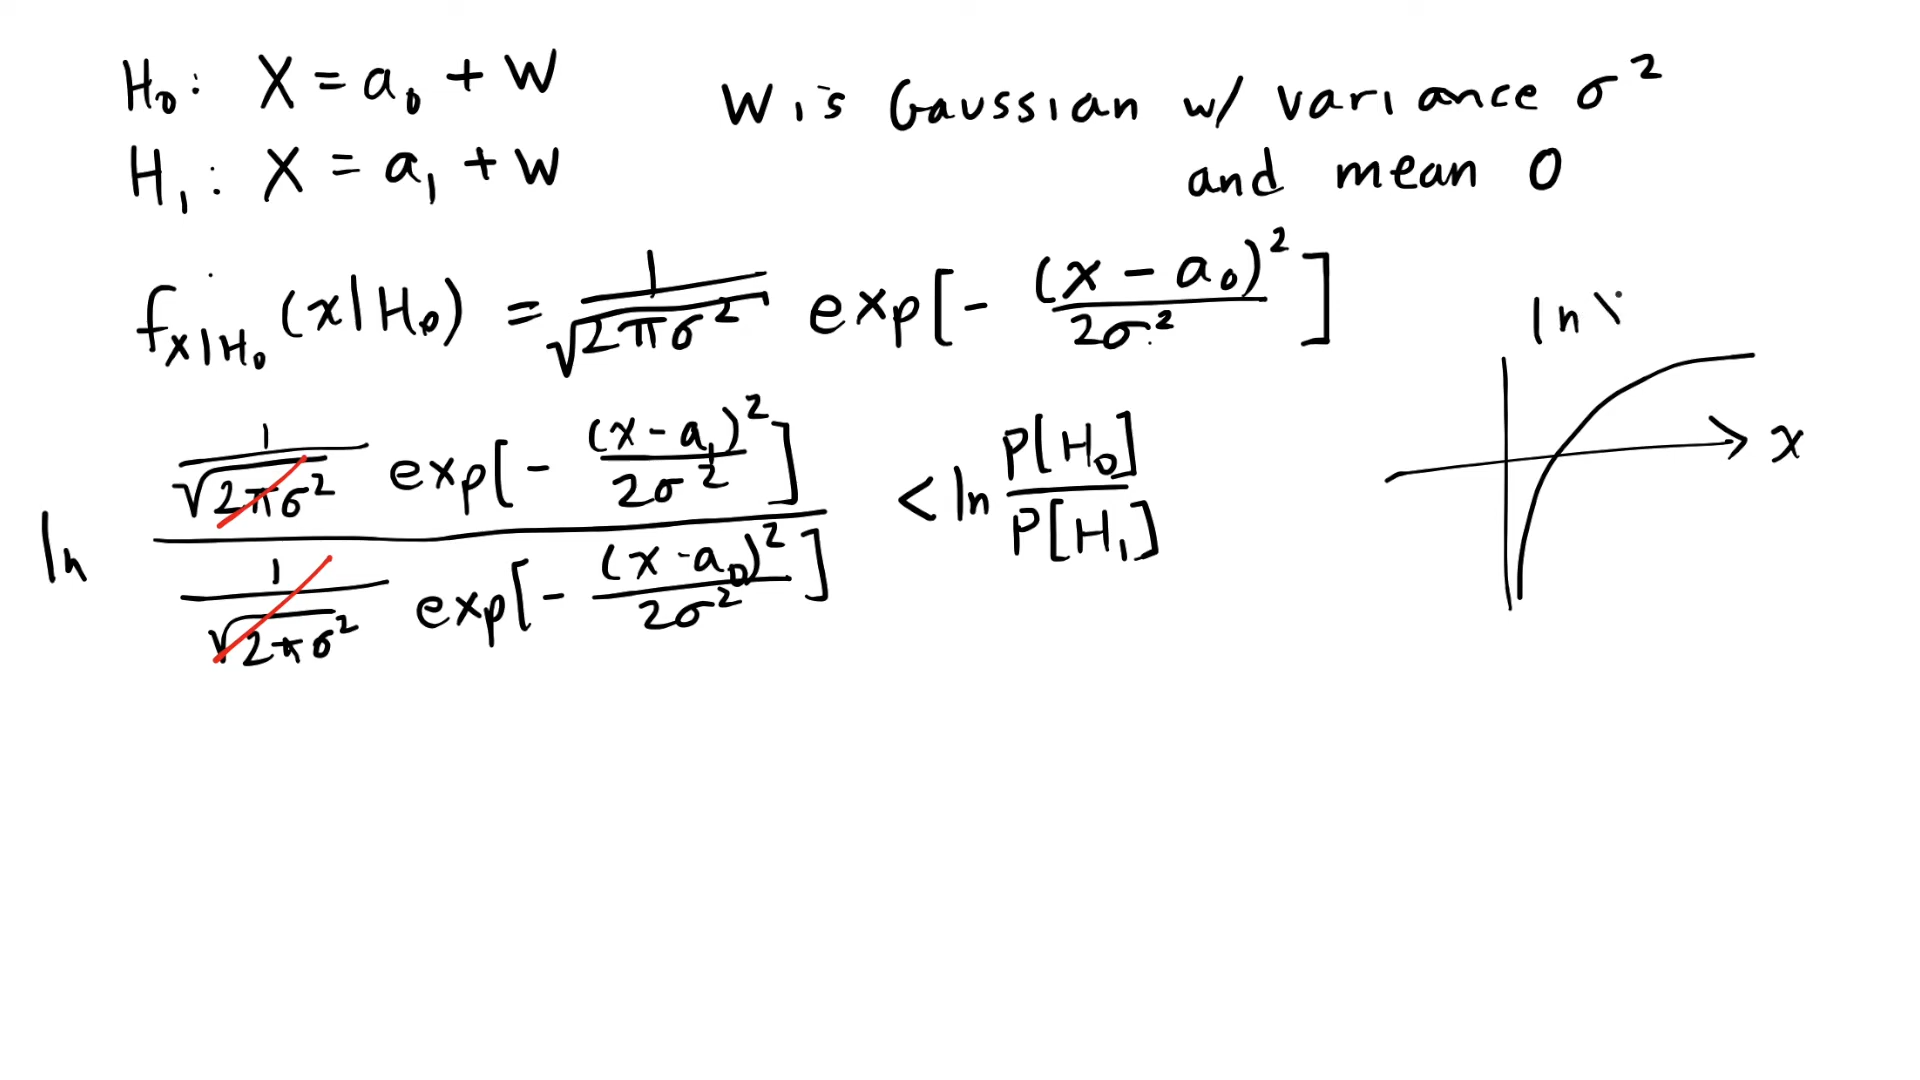 H₀: X = a₀ + W
W is Gaussian w/ variance σ²
H₁: X = a₁ + W
and mean 0
f_{X|H₀}(x|H₀) = 1/√(2πσ²) exp[-(x - a₀)²/2σ²]
ln \
ln (1/√(2πσ²) exp[-(x-a₁)²/2σ²]) / (1/√(2πσ²) exp[-(x-a₀)²/2σ²]) < ln P[H₀]/P[H₁]
x